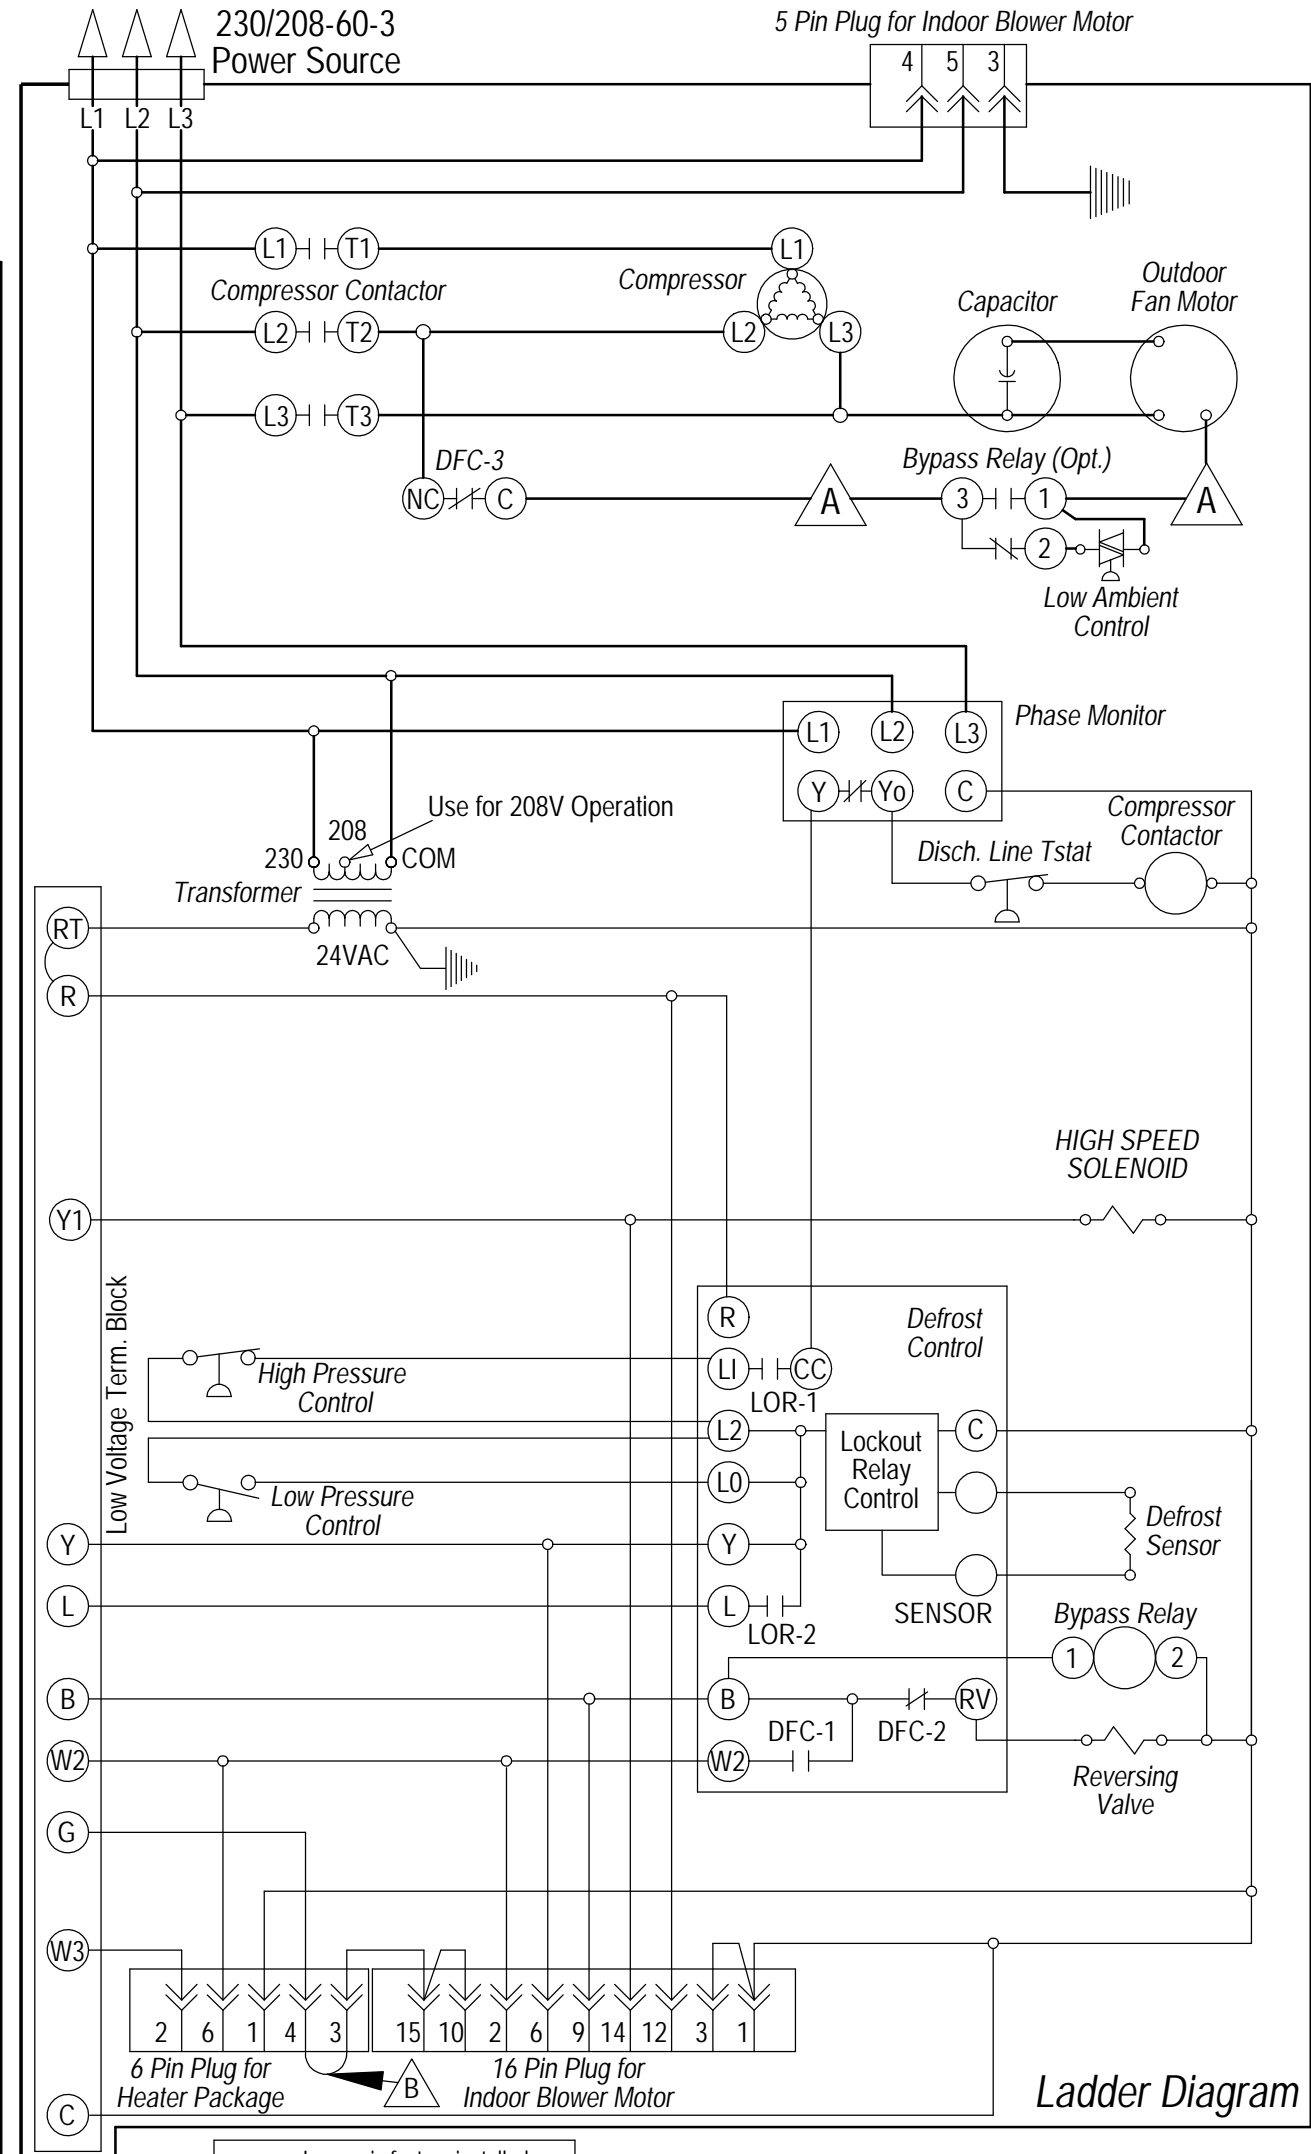 230/208-60-3
Power Source
5 Pin Plug for Indoor Blower Motor
4 5 3
L1 L2 L3
L1 T1 L1
Compressor Contactor
Compressor
L2 T2 L2 L3
Capacitor
Outdoor
Fan Motor
L3 T3
DFC-3
NC C
A
Bypass Relay (Opt.)
3 1
A
2
Low Ambient
Control
Phase Monitor
L1 L2 L3
Y Yo C
Use for 208V Operation
208
230 COM
Transformer
24VAC
Disch. Line Tstat
Compressor
Contactor
RT
R
HIGH SPEED
SOLENOID
Y1
Low Voltage Term. Block
R
Defrost
Control
High Pressure
Control
LI CC
LOR-1
L2
Lockout
Relay
Control
C
L0
Low Pressure
Control
Defrost
Sensor
Y Y
SENSOR
L L
LOR-2
Bypass Relay
1 2
B B RV
DFC-1 DFC-2
W2 W2
Reversing
Valve
G
W3
2 6 1 4 3
15 10 2 6 9 14 12 3 1
6 Pin Plug for
Heater Package
B
16 Pin Plug for
Indoor Blower Motor
C
Ladder Diagram